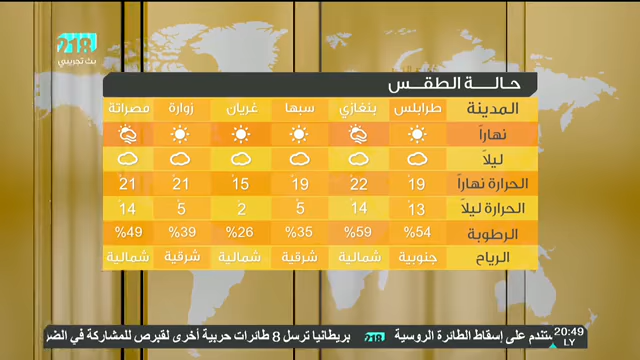 218
بث تجريبي
حالة الطقس
المدينة طرابلس بنغازي سبها غريان زوارة مصراتة
نهاراً
ليلاً
الحرارة نهاراً 19 22 19 15 21 21
الحرارة ليلاً 13 14 5 2 5 14
الرطوبة %54 %59 %35 %26 %39 %49
الرياح جنوبية شمالية شرقية شمالية شرقية شمالية
20:49 ستندم على إسقاط الطائرة الروسية 218 بريطانيا ترسل 8 طائرات حربية أخرى لقبرص للمشاركة في الضر
LY